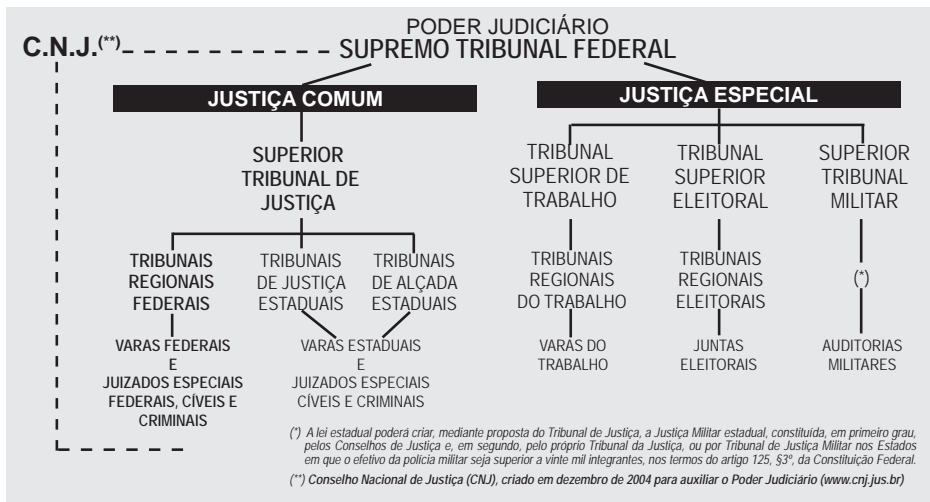 PODER JUDICIÁRIO
C.N.J.(**)
SUPREMO TRIBUNAL FEDERAL
JUSTIÇA COMUM
SUPERIOR
TRIBUNAL DE
JUSTIÇA
TRIBUNAIS
REGIONAIS
FEDERAIS
TRIBUNAIS
DE JUSTIÇA
ESTADUAIS
TRIBUNAIS
DE ALÇADA
ESTADUAIS
VARAS FEDERAIS
E
JUIZADOS ESPECIAIS
FEDERAIS, CÍVEIS E
CRIMINAIS
VARAS ESTADUAIS
E
JUIZADOS ESPECIAIS
CÍVEIS E CRIMINAIS
JUSTIÇA ESPECIAL
TRIBUNAL
SUPERIOR DE
TRABALHO
TRIBUNAL
SUPERIOR
ELEITORAL
SUPERIOR
TRIBUNAL
MILITAR
TRIBUNAIS
REGIONAIS
DO TRABALHO
TRIBUNAIS
REGIONAIS
ELEITORAIS
(*)
VARAS DO
TRABALHO
JUNTAS
ELEITORAIS
AUDITORIAS
MILITARES
(*) A lei estadual poderá criar, mediante proposta do Tribunal de Justiça, a Justiça Militar estadual, constituída, em primeiro grau,
pelos Conselhos de Justiça e, em segundo, pelo próprio Tribunal da Justiça, ou por Tribunal de Justiça Militar nos Estados
em que o efetivo da polícia militar seja superior a vinte mil integrantes, nos termos do artigo 125, §3º, da Constituição Federal.
(**) Conselho Nacional de Justiça (CNJ), criado em dezembro de 2004 para auxiliar o Poder Judiciário (www.cnj.jus.br)